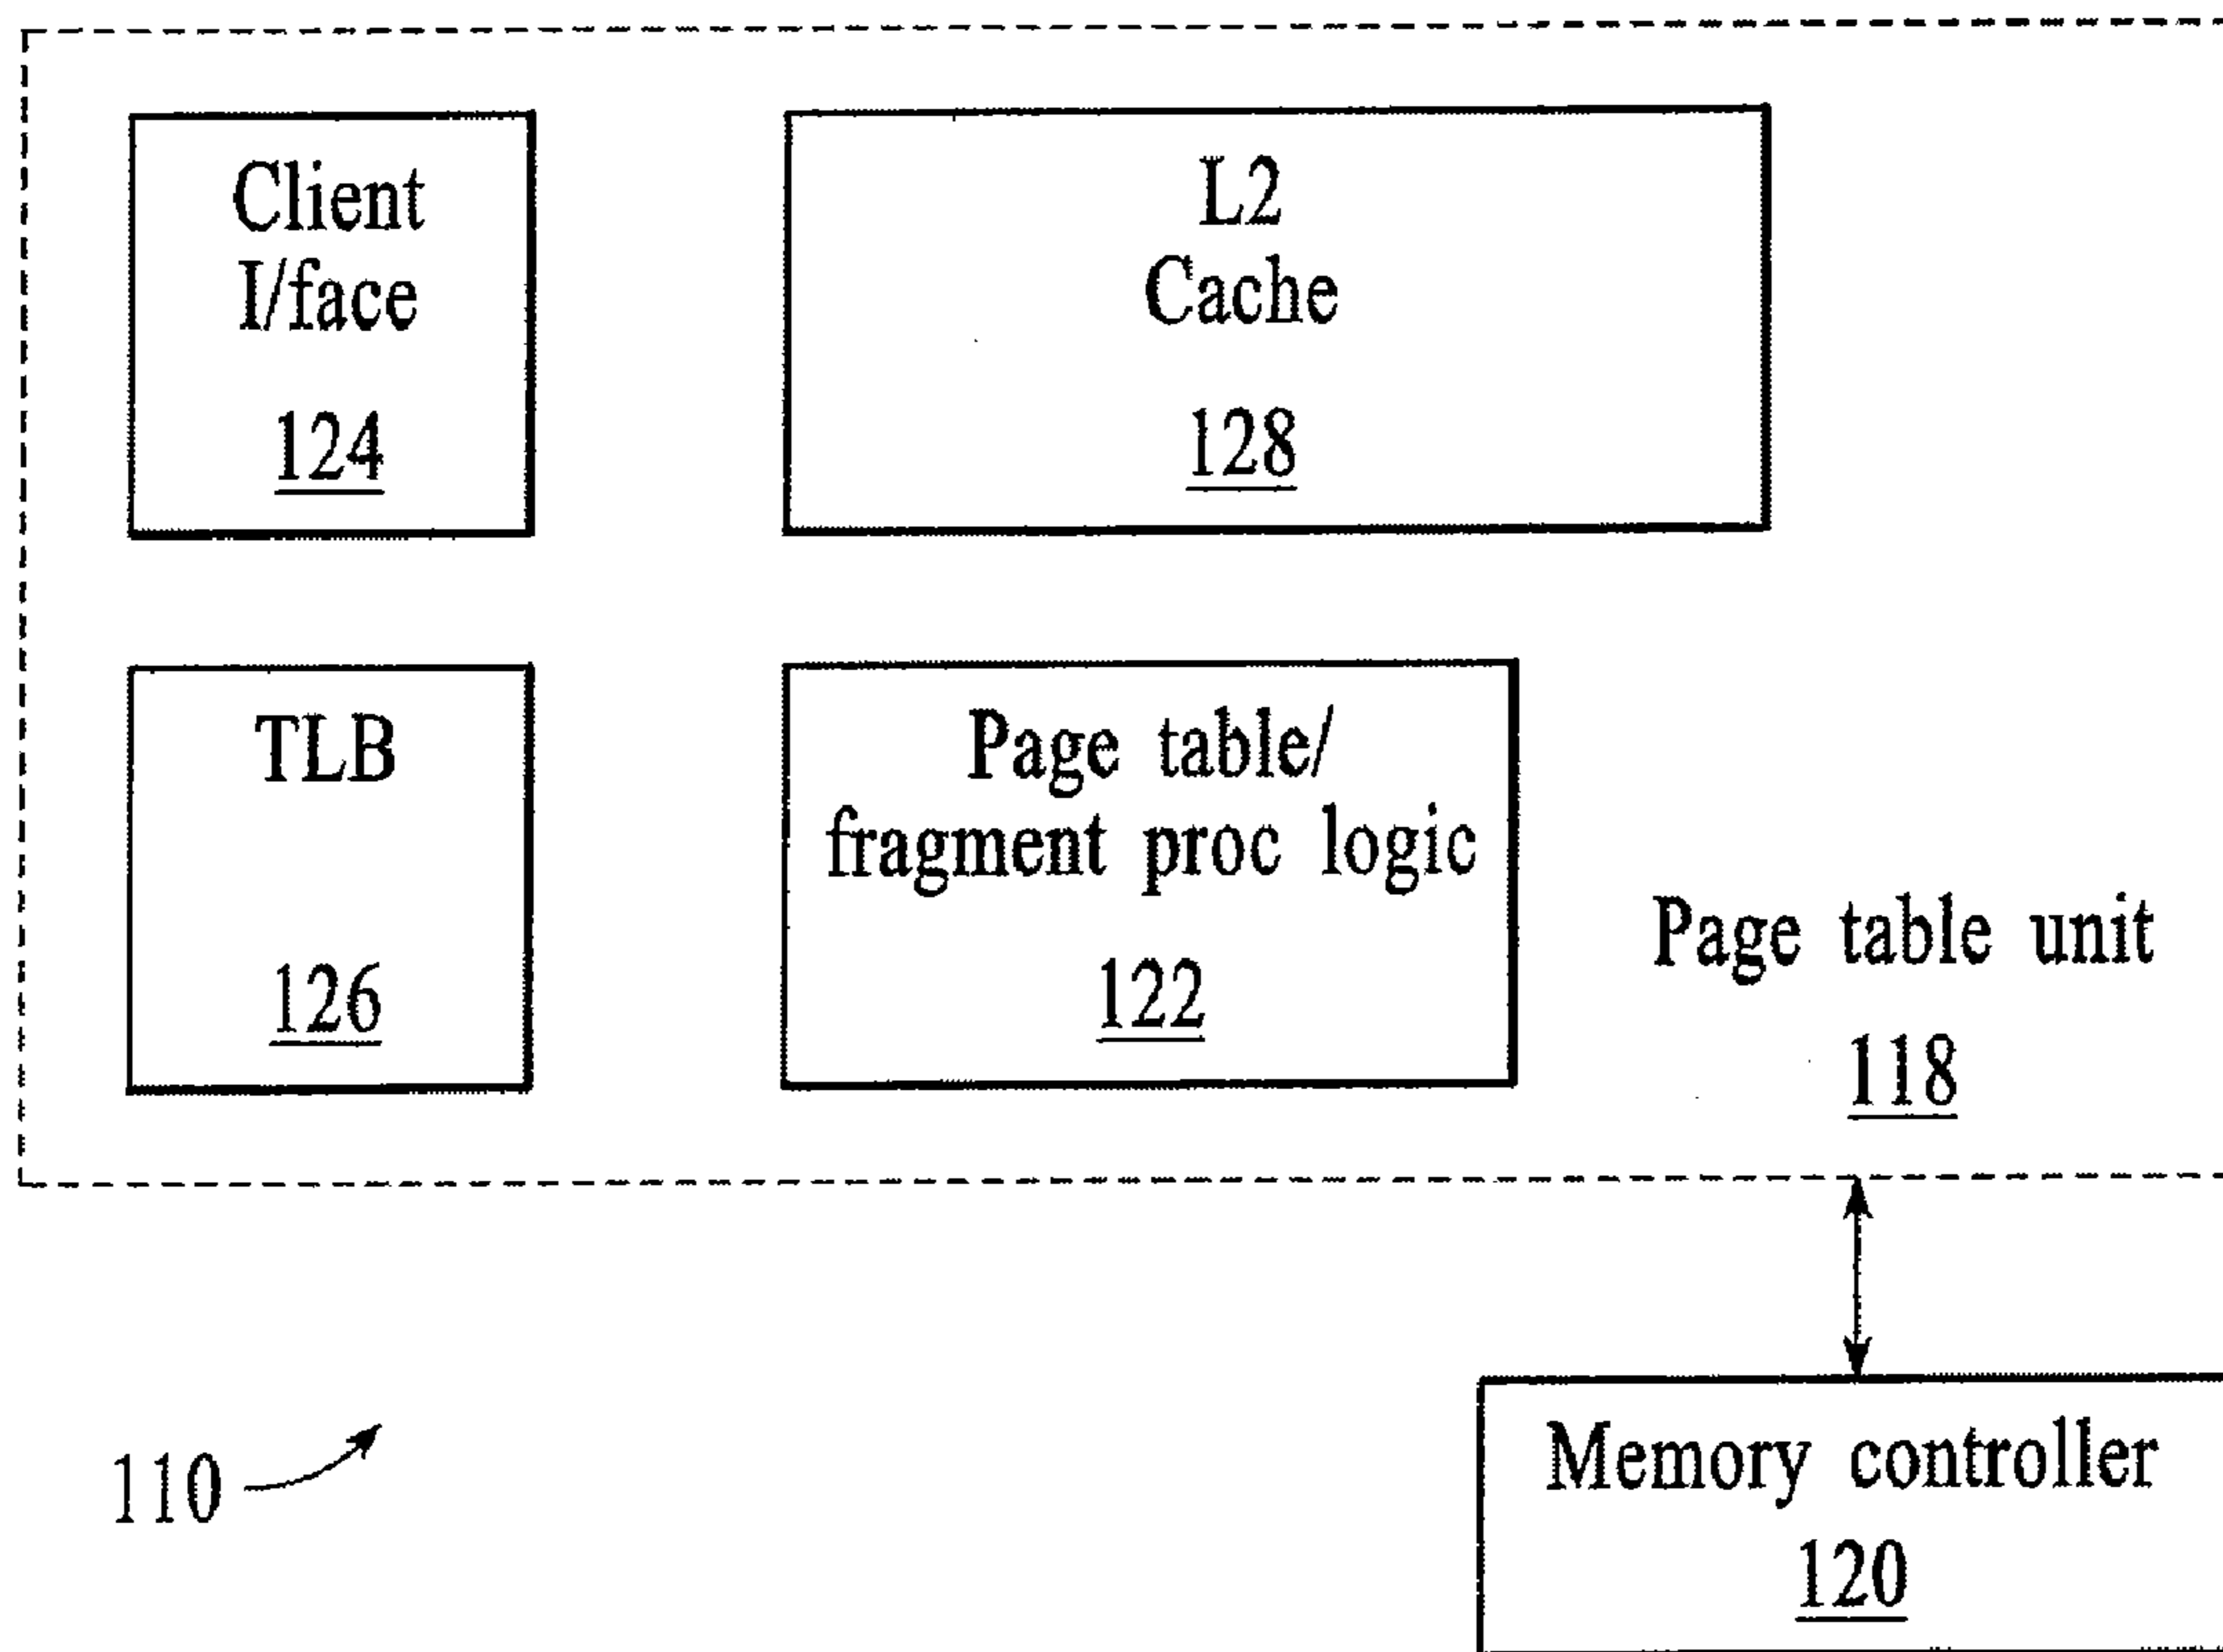 Client
I/face
124
L2
Cache
128
TLB
126
Page table/
fragment proc logic
122
Page table unit
118
110
Memory controller
120